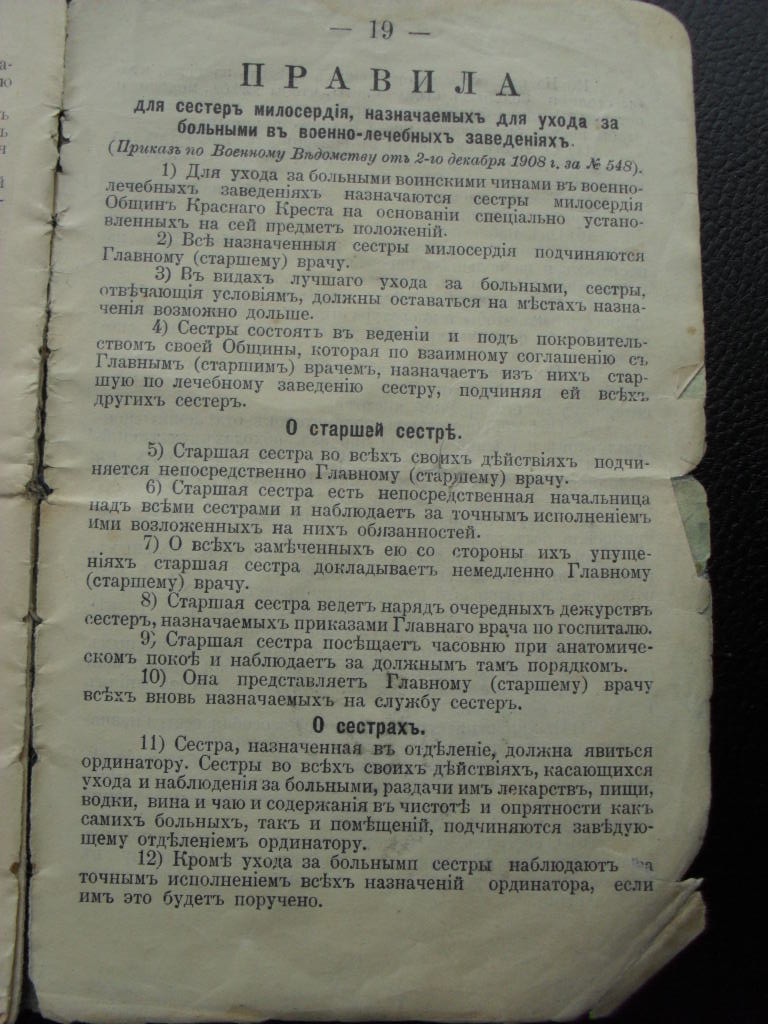 а-
ю
ь
ь
я
й
-
— 19 —
ПРАВИЛА
для сестеръ милосердія, назначаемыхъ для ухода за
больными въ военно-лечебныхъ заведеніяхъ.
(Приказъ по Военному Вѣдомству отъ 2-го декабря 1908 г. за № 548).
1) Для ухода за больными воинскими чинами въ военно-
лечебныхъ заведеніяхъ назначаются сестры милосердія
Общинъ Краснаго Креста на основаніи спеціально устано-
вленныхъ на сей предметъ положеній.
2) Всѣ назначенныя сестры милосердія подчиняются
Главному (старшему) врачу.
3) Въ видахъ лучшаго ухода за больными, сестры,
отвѣчающія условіямъ, должны оставаться на мѣстахъ назна-
ченія возможно дольше.
4) Сестры состоятъ въ веденіи и подъ покровитель-
ствомъ своей Общины, которая по взаимному соглашенію съ
Главнымъ (старшимъ) врачемъ, назначаетъ изъ нихъ стар-
шую по лечебному заведенію сестру, подчиняя ей всѣхъ
другихъ сестеръ.
О старшей сестрѣ.
5) Старшая сестра во всѣхъ своихъ дѣйствіяхъ подчи-
няется непосредственно Главному (старшему) врачу.
6) Старшая сестра есть непосредственная начальница
надъ всѣми сестрами и наблюдаетъ за точнымъ исполненіемъ
ими возложенныхъ на нихъ обязанностей.
7) О всѣхъ замѣченныхъ ею со стороны ихъ упуще-
ніяхъ старшая сестра докладываетъ немедленно Главному
(старшему) врачу.
8) Старшая сестра ведетъ нарядъ очередныхъ дежурствъ
сестеръ, назначаемыхъ приказами Главнаго врача по госпиталю.
9) Старшая сестра посѣщаетъ часовню при анатомиче-
скомъ покоѣ и наблюдаетъ за должнымъ тамъ порядкомъ.
10) Она представляетъ Главному (старшему) врачу
всѣхъ вновь назначаемыхъ на службу сестеръ.
О сестрахъ.
11) Сестра, назначенная въ отдѣленіе, должна явиться
ординатору. Сестры во всѣхъ своихъ дѣйствіяхъ, касающихся
ухода и наблюденія за больными, раздачи имъ лекарствъ, пищи,
водки, вина и чаю и содержанія въ чистотѣ и опрятности какъ
самихъ больныхъ, такъ и помѣщеній, подчиняются завѣдую-
щему отдѣленіемъ ординатору.
12) Кромѣ ухода за больными сестры наблюдаютъ за
точнымъ исполненіемъ всѣхъ назначеній ординатора, если
имъ это будетъ поручено.